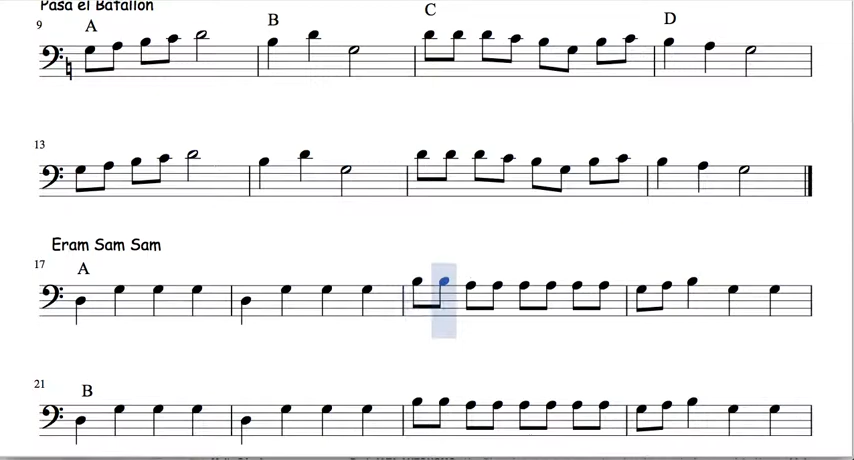 Pasa el Batallon
9 A B C D
13
Eram Sam Sam
17 A
21 B